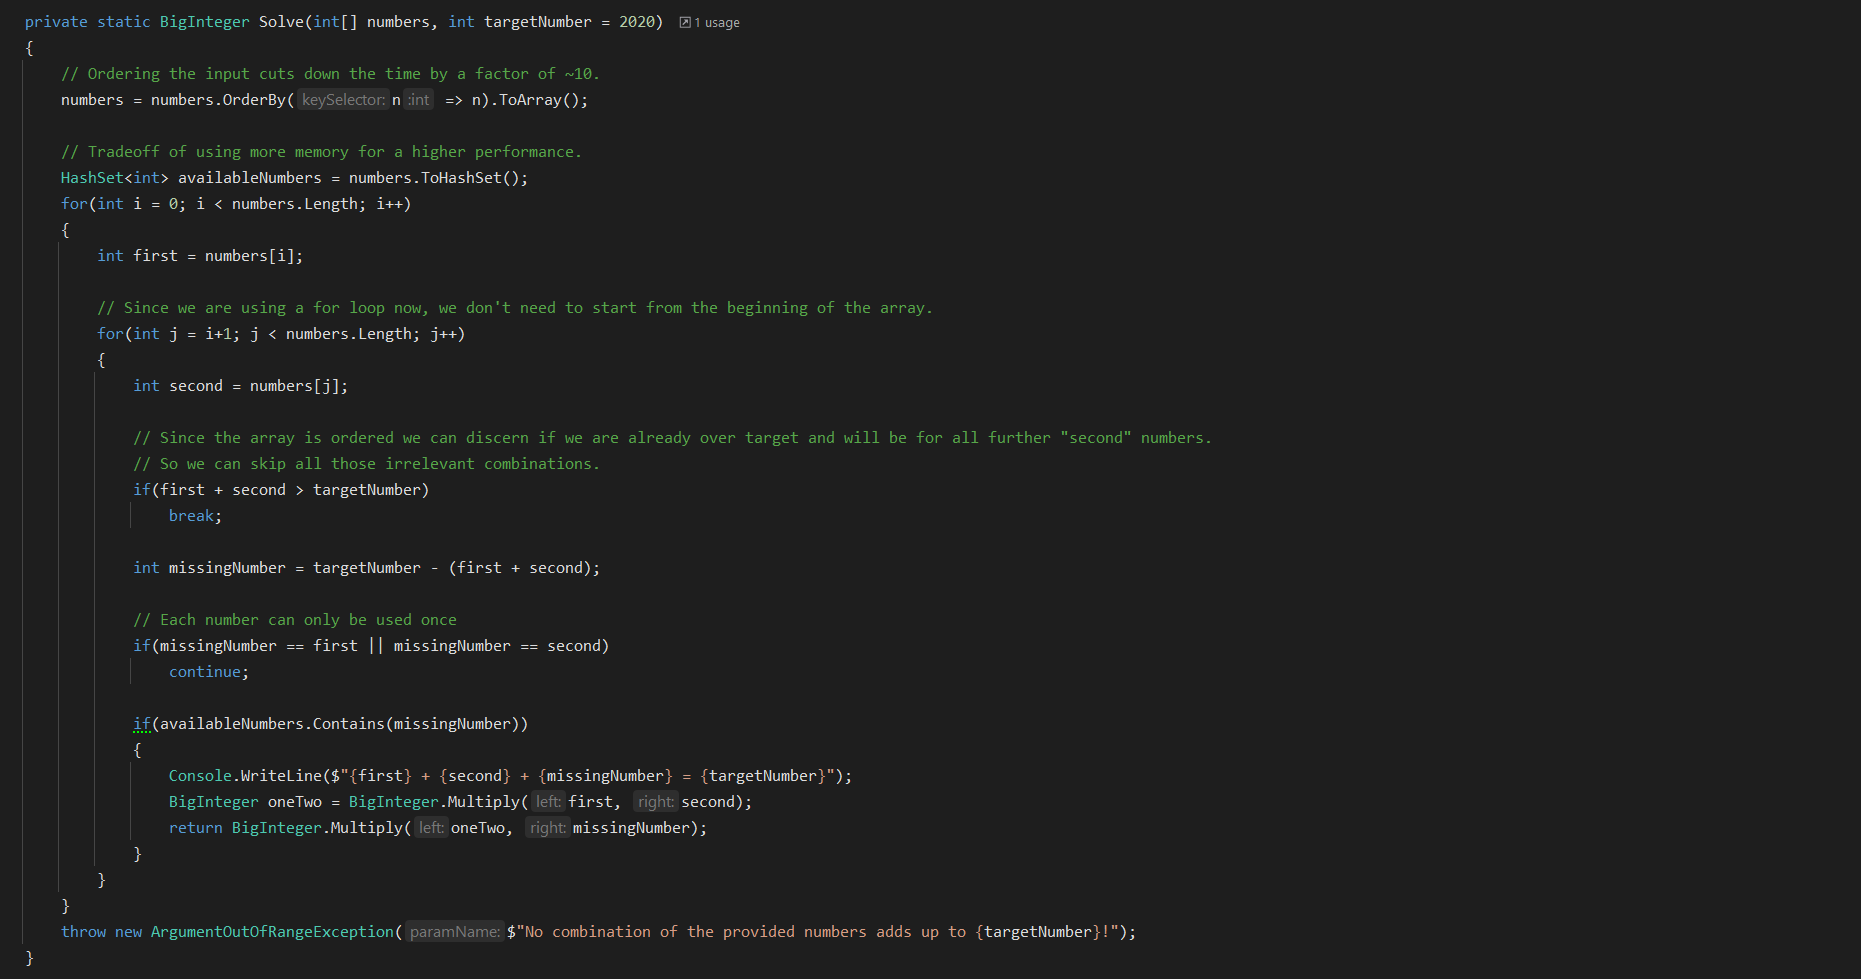 private static BigInteger Solve(int[] numbers, int targetNumber = 2020) 1 usage
{
// Ordering the input cuts down the time by a factor of ~10.
numbers = numbers.OrderBy( keySelector: n :int => n).ToArray();
// Tradeoff of using more memory for a higher performance.
HashSet<int> availableNumbers = numbers.ToHashSet();
for(int i = 0; i < numbers.Length; i++)
{
int first = numbers[i];
// Since we are using a for loop now, we don't need to start from the beginning of the array.
for(int j = i+1; j < numbers.Length; j++)
{
int second = numbers[j];
// Since the array is ordered we can discern if we are already over target and will be for all further "second" numbers.
// So we can skip all those irrelevant combinations.
if(first + second > targetNumber)
break;
int missingNumber = targetNumber - (first + second);
// Each number can only be used once
if(missingNumber == first || missingNumber == second)
continue;
if(availableNumbers.Contains(missingNumber))
{
Console.WriteLine($"{first} + {second} + {missingNumber} = {targetNumber}");
BigInteger oneTwo = BigInteger.Multiply( left: first, right: second);
return BigInteger.Multiply( left: oneTwo, right: missingNumber);
}
}
}
throw new ArgumentOutOfRangeException( paramName: $"No combination of the provided numbers adds up to {targetNumber}!");
}